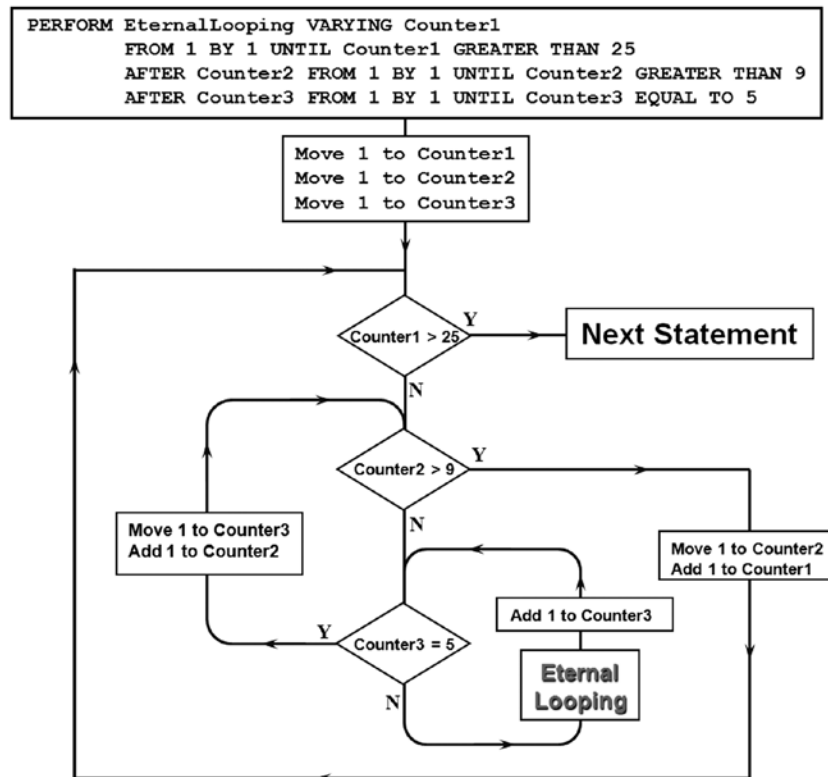 PERFORM EternalLooping VARYING Counter1
FROM 1 BY 1 UNTIL Counter1 GREATER THAN 25
AFTER Counter2 FROM 1 BY 1 UNTIL Counter2 GREATER THAN 9
AFTER Counter3 FROM 1 BY 1 UNTIL Counter3 EQUAL TO 5
Move 1 to Counter1
Move 1 to Counter2
Move 1 to Counter3
Counter1 > 25
Y
Next Statement
N
Counter2 > 9
Y
N
Move 1 to Counter3
Add 1 to Counter2
Move 1 to Counter2
Add 1 to Counter1
Add 1 to Counter3
Y
Counter3 = 5
Eternal
Looping
N